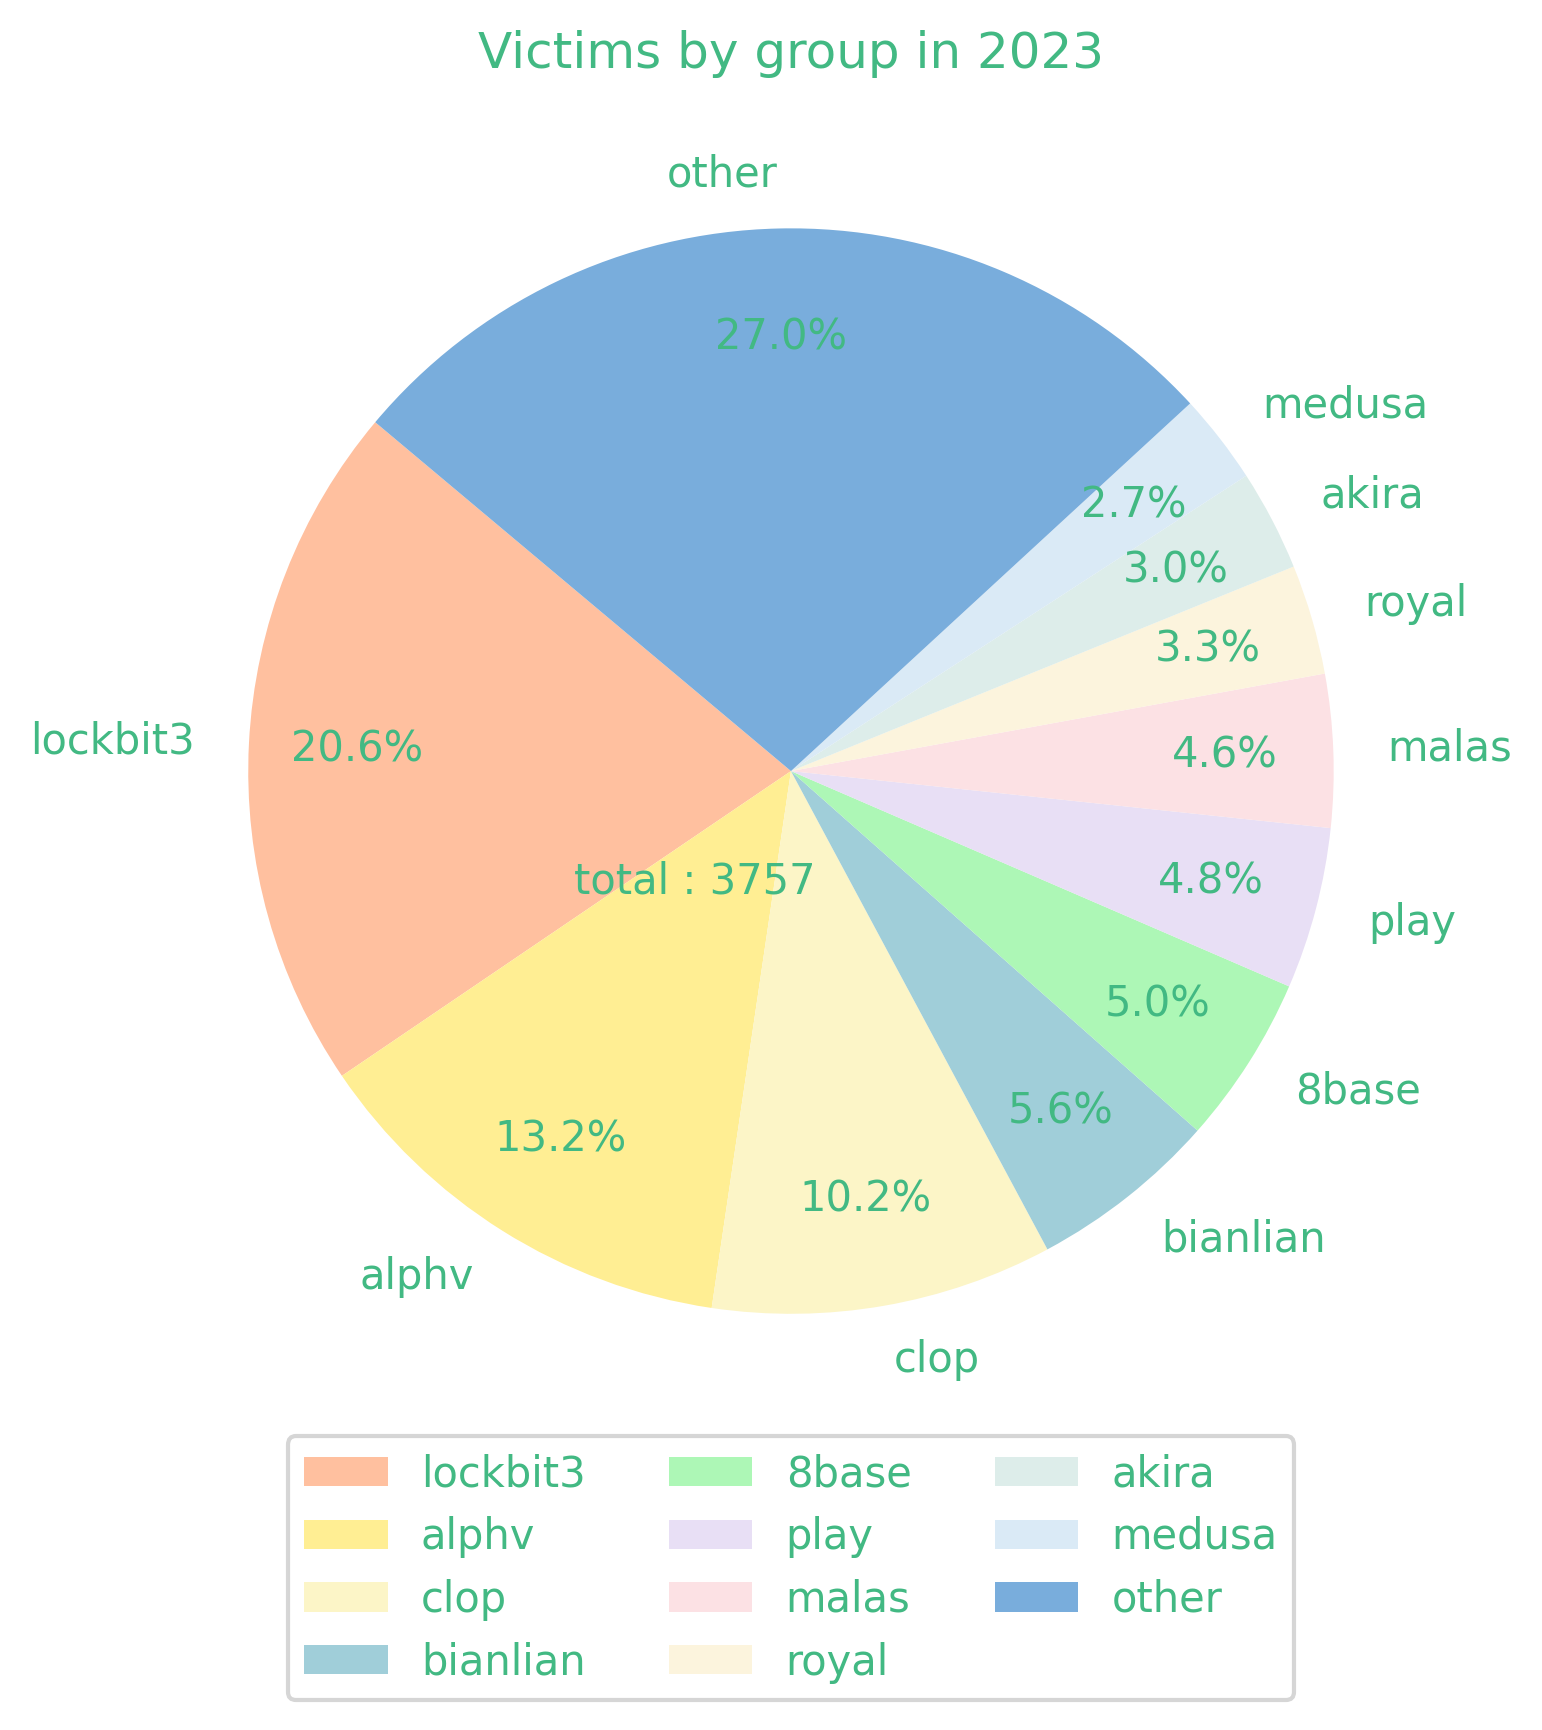 Victims by group in 2023
other
27.0%
medusa
2.7%
akira
3.0%
royal
3.3%
malas
4.6%
lockbit3
20.6%
total : 3757
play
4.8%
8base
5.0%
bianlian
5.6%
alphv
13.2%
clop
10.2%
lockbit3
alphv
clop
bianlian
8base
play
malas
royal
akira
medusa
other